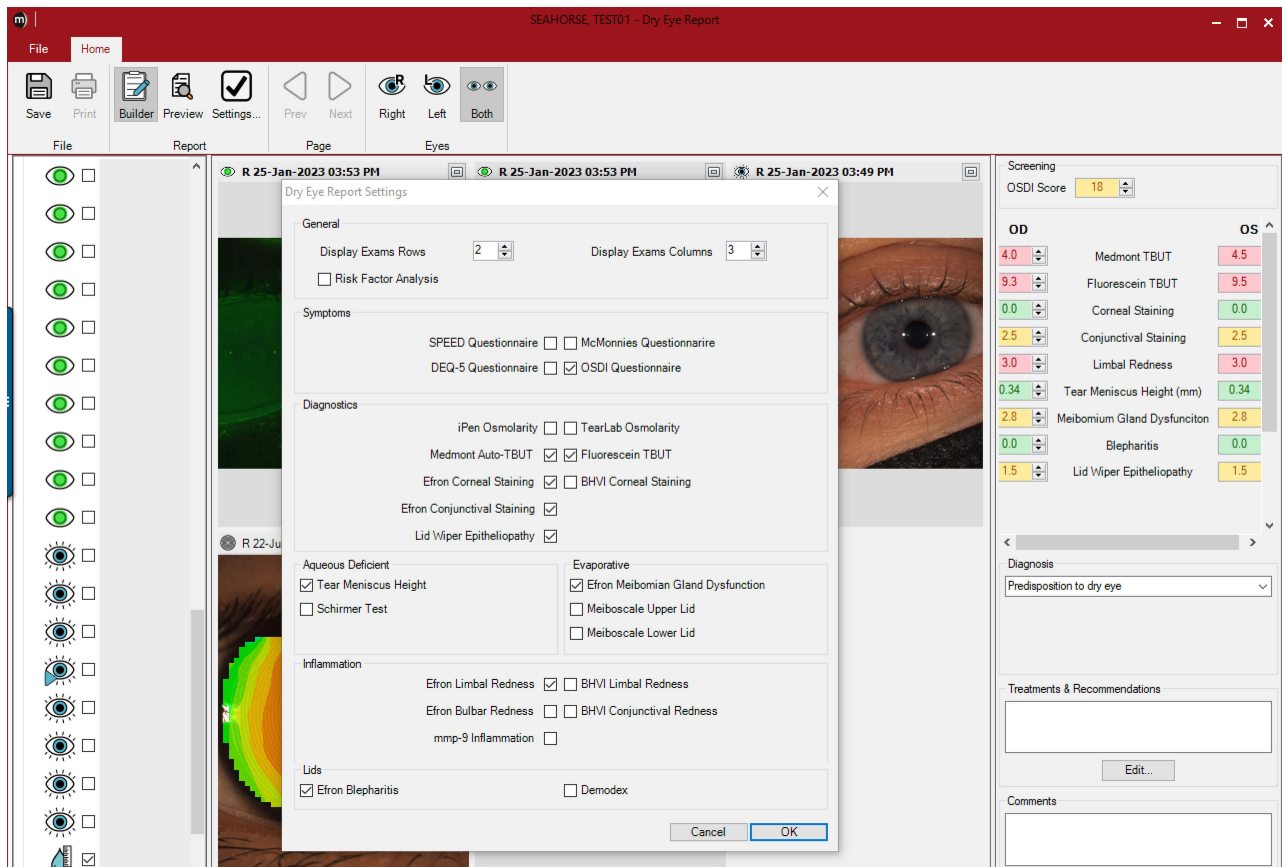 m)
SEAHORSE, TEST01 - Dry Eye Report
File Home
Save Print Builder Preview Settings... Prev Next Right Left Both
R L
File Report Page Eyes
R 25-Jan-2023 03:53 PM R 25-Jan-2023 03:53 PM R 25-Jan-2023 03:49 PM
Dry Eye Report Settings
General
Display Exams Rows 2 Display Exams Columns 3
Risk Factor Analysis
Symptoms
SPEED Questionnaire McMonnies Questionnarire
DEQ-5 Questionnaire OSDI Questionnaire
Diagnostics
iPen Osmolarity TearLab Osmolarity
Medmont Auto-TBUT Fluorescein TBUT
Efron Corneal Staining BHVI Corneal Staining
Efron Conjunctival Staining
Lid Wiper Epitheliopathy
R 22-Ju
Aqueous Deficient
Tear Meniscus Height
Schirmer Test
Evaporative
Efron Meibomian Gland Dysfunction
Meiboscale Upper Lid
Meiboscale Lower Lid
Inflammation
Efron Limbal Redness BHVI Limbal Redness
Efron Bulbar Redness BHVI Conjunctival Redness
mmp-9 Inflammation
Lids
Efron Blepharitis Demodex
Cancel OK
Screening
OSDI Score 18
OD OS
4.0 Medmont TBUT 4.5
9.3 Fluorescein TBUT 9.5
0.0 Corneal Staining 0.0
2.5 Conjunctival Staining 2.5
3.0 Limbal Redness 3.0
0.34 Tear Meniscus Height (mm) 0.34
2.8 Meibomium Gland Dysfunciton 2.8
0.0 Blepharitis 0.0
1.5 Lid Wiper Epitheliopathy 1.5
Diagnosis
Predisposition to dry eye
Treatments & Recommendations
Edit...
Comments